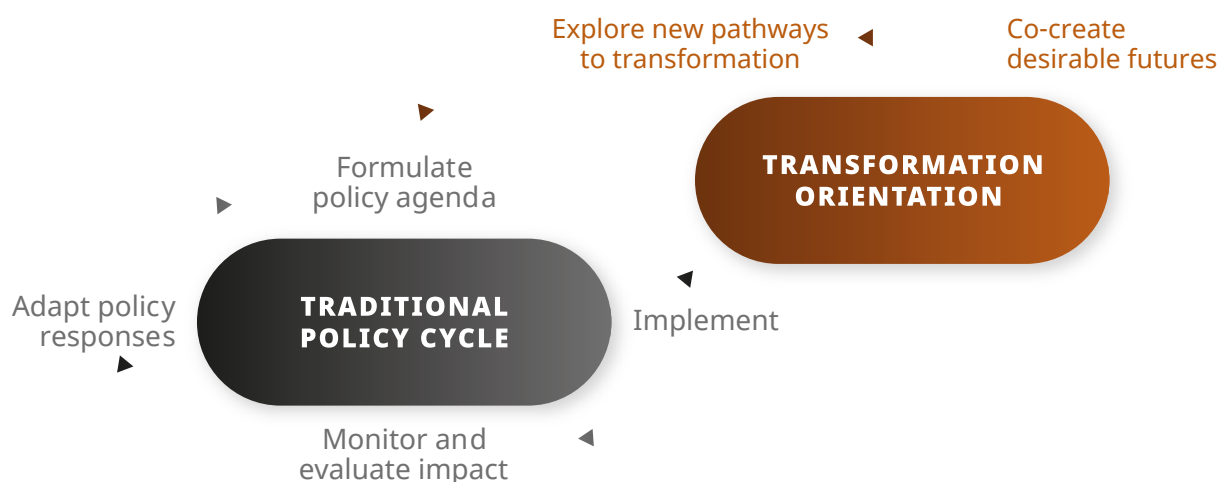 Explore new pathways
to transformation
Co-create
desirable futures
TRANSFORMATION
ORIENTATION
Formulate
policy agenda
Adapt policy
responses
TRADITIONAL
POLICY CYCLE
Implement
Monitor and
evaluate impact